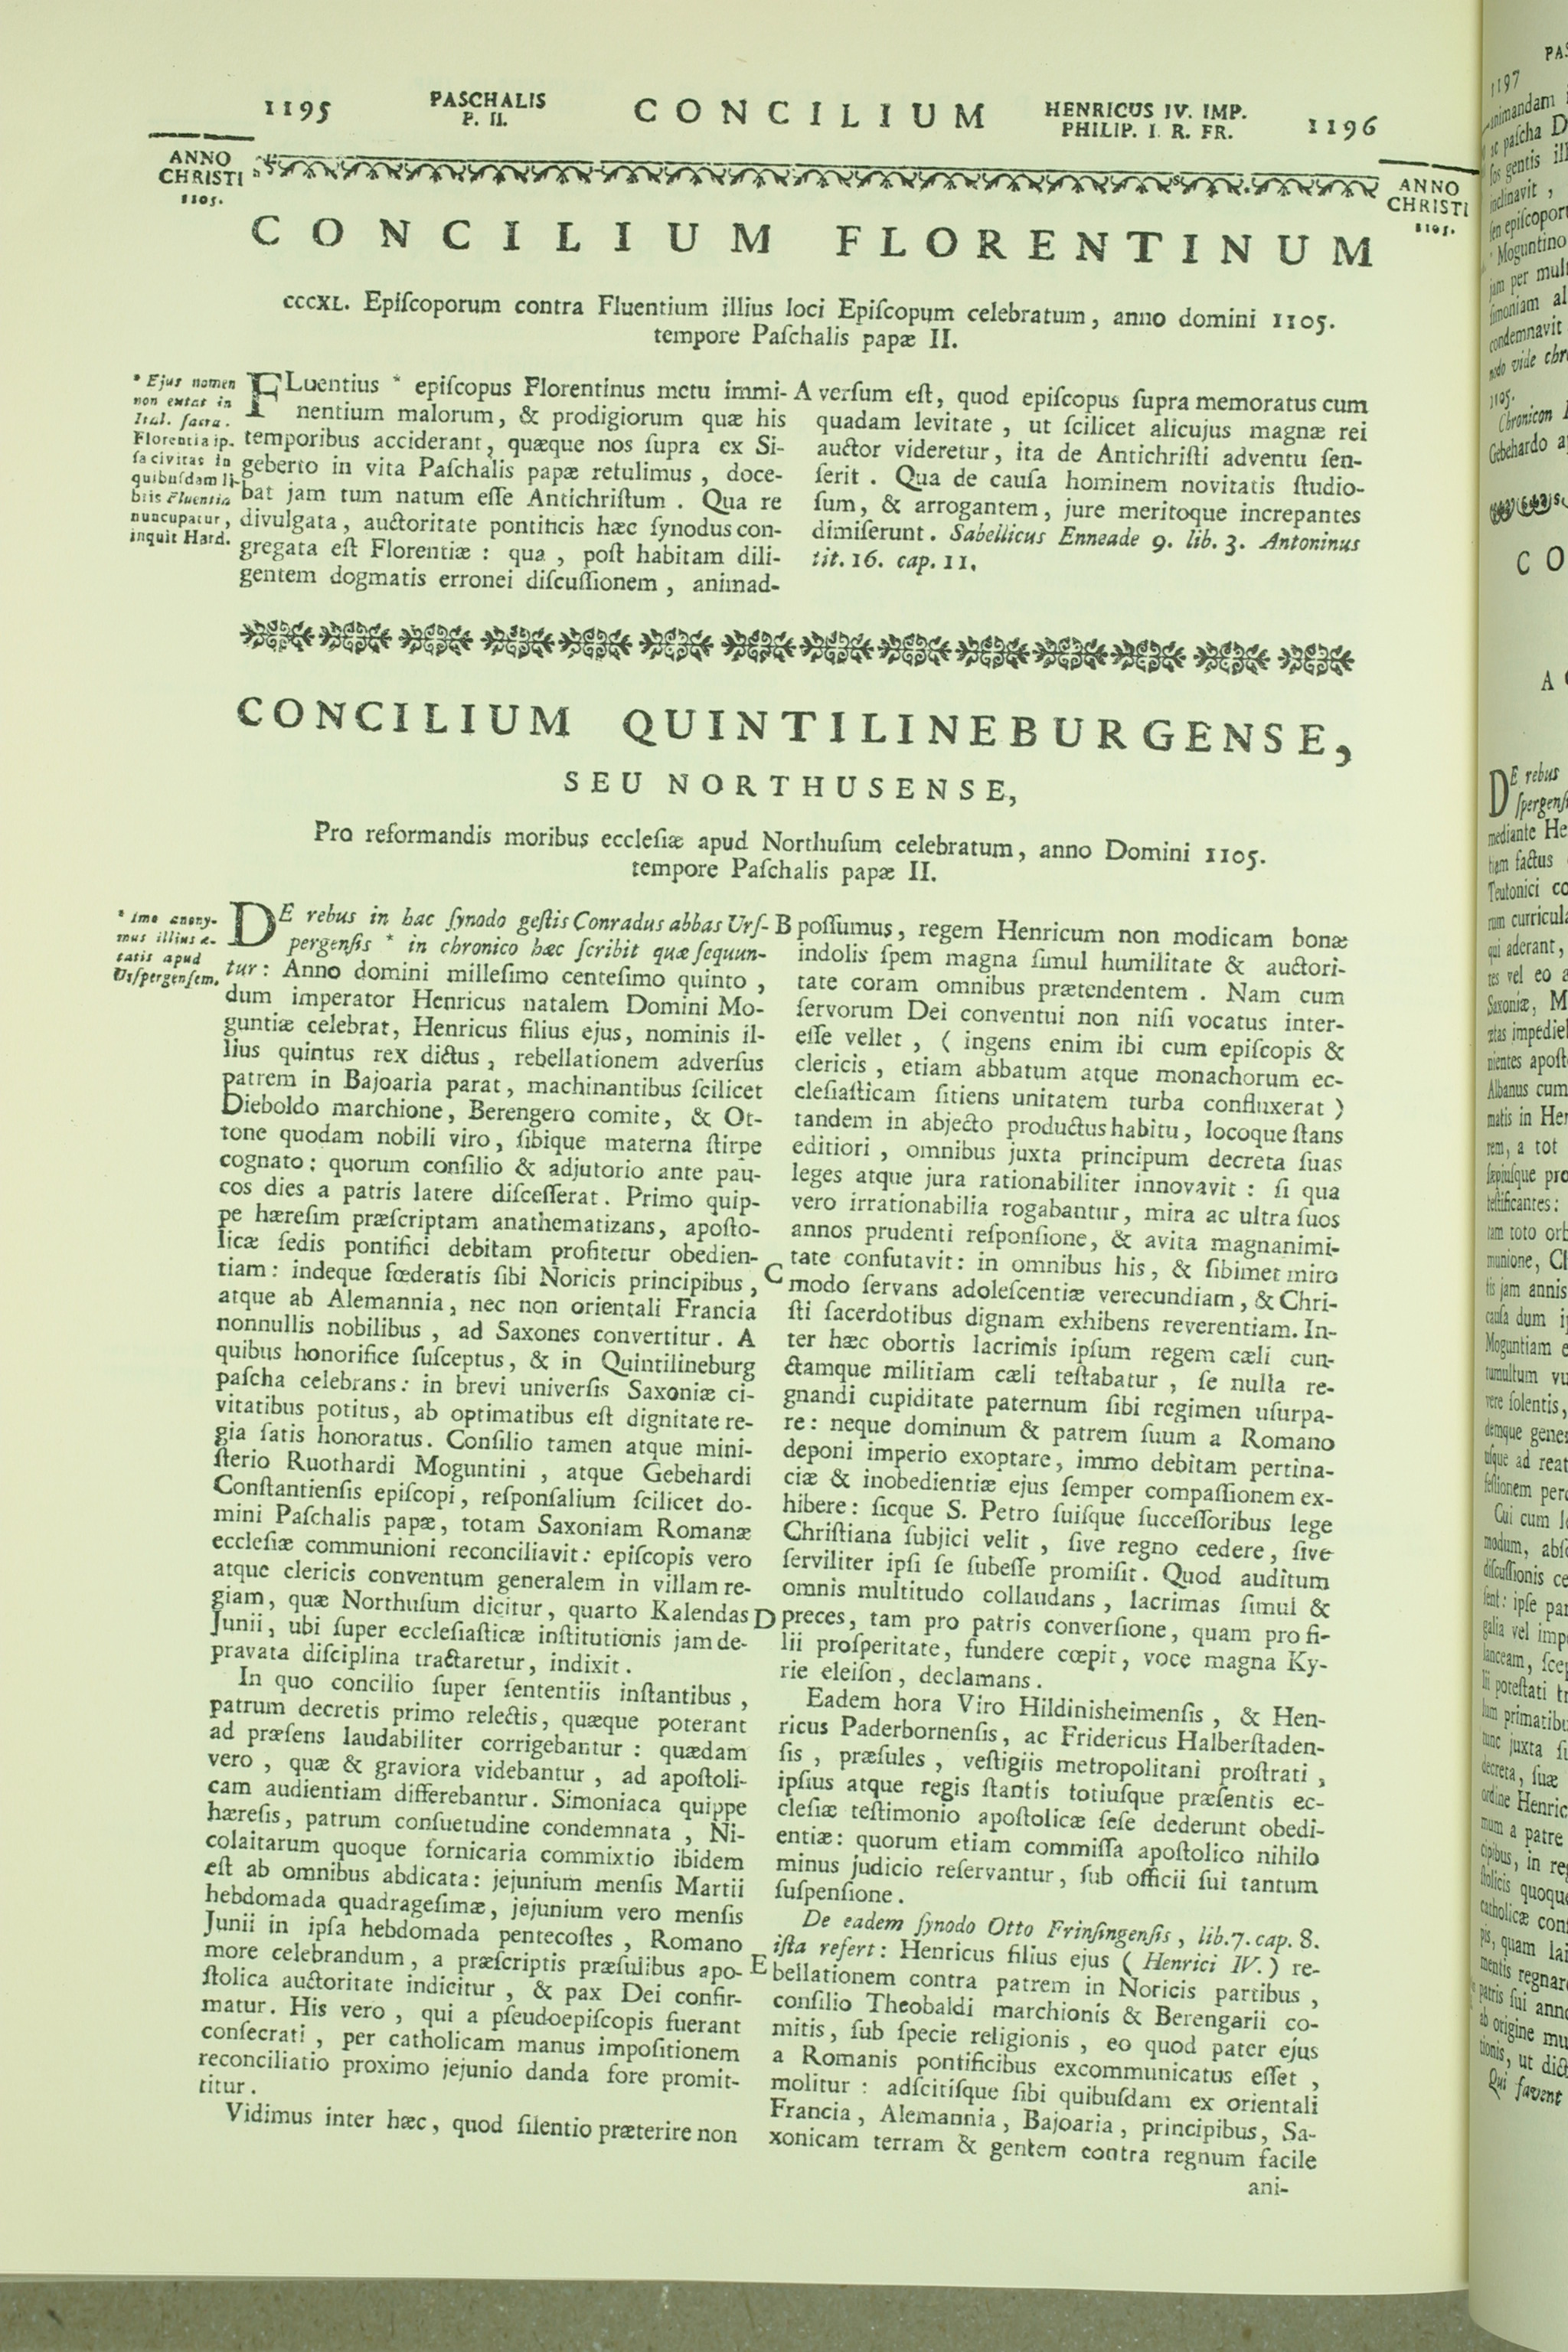 1195
PASCHALIS
P. II.
CONCILIUM
HENRICUS IV. IMP.
PHILIP. I. R. FR.
1196
ANNO
CHRISTI
1105.
ANNO
CHRISTI
1105.
CONCILIUM FLORENTINUM
CCCXL. Epiſcoporum contra Fluentium illius loci Epiſcopum celebratum, anno domini 1105.
tempore Paſchalis papæ II.
* Ejus nomen
non extat in
Ital. ſacra.
Florentia ip-
ſa civitas in
quibuſdam li-
bris Fluentia
nuncupatur,
inquit Hard.
FLuentius * epiſcopus Florentinus metu immi-
nentium malorum, & prodigiorum quæ his
temporibus acciderant, quæque nos ſupra ex Si-
geberto in vita Paſchalis papæ retulimus, doce-
bat jam tum natum eſſe Antichriſtum. Qua re
divulgata, auctoritate pontificis hæc ſynodus con-
gregata eſt Florentiæ: qua, poſt habitam dili-
gentem dogmatis erronei diſcuſſionem, animad-
A verſum eſt, quod epiſcopus ſupra memoratus cum
quadam levitate, ut ſcilicet alicujus magnæ rei
auctor videretur, ita de Antichriſti adventu ſen-
ſerit. Qua de cauſa hominem novitatis ſtudio-
ſum, & arrogantem, jure meritoque increpantes
dimiſerunt. Sabellicus Enneade 9. lib. 3. Antoninus
tit. 16. cap. 11.
CONCILIUM QUINTILINEBURGENSE,
SEU NORTHUSENSE,
Pro reformandis moribus eccleſiæ apud Northuſum celebratum, anno Domini 1105.
tempore Paſchalis papæ II.
* Imo anony-
mus illius æ-
tatis apud
Urſpergenſem.
DE rebus in hac ſynodo geſtis Conradus abbas Urſ-
pergenſis * in chronico hæc ſcribit quæ ſequun-
tur: Anno domini milleſimo centeſimo quinto,
dum imperator Henricus natalem Domini Mo-
guntiæ celebrat, Henricus filius ejus, nominis il-
lius quintus rex dictus, rebellationem adverſus
patrem in Bajoaria parat, machinantibus ſcilicet
Dieboldo marchione, Berengero comite, & Ot-
tone quodam nobili viro, ſibique materna ſtirpe
cognato: quorum conſilio & adjutorio ante pau-
cos dies a patris latere diſceſſerat. Primo quip-
pe hæreſim præſcriptam anathematizans, apoſto-
licæ ſedis pontifici debitam profitetur obedien-
tiam: indeque fœderatis ſibi Noricis principibus,
atque ab Alemannia, nec non orientali Francia
nonnullis nobilibus, ad Saxones convertitur. A
quibus honorifice ſuſceptus, & in Quintilineburg
paſcha celebrans: in brevi univerſis Saxoniæ ci-
vitatibus potitus, ab optimatibus eſt dignitate re-
gia ſatis honoratus. Conſilio tamen atque mini-
ſterio Ruothardi Moguntini, atque Gebehardi
Conſtantienſis epiſcopi, reſponſalium ſcilicet do-
mini Paſchalis papæ, totam Saxoniam Romanæ
eccleſiæ communioni reconciliavit: epiſcopis vero
atque clericis conventum generalem in villam re-
giam, quæ Northuſum dicitur, quarto Kalendas
Junii, ubi ſuper eccleſiaſticæ inſtitutionis jam de-
pravata diſciplina tractaretur, indixit.
In quo concilio ſuper ſententiis inſtantibus,
patrum decretis primo relectis, quæque poterant
ad præſens laudabiliter corrigebantur: quædam
vero, quæ & graviora videbantur, ad apoſtoli-
cam audientiam differebantur. Simoniaca quippe
hæreſis, patrum conſuetudine condemnata, Ni-
colaitarum quoque fornicaria commixtio ibidem
eſt ab omnibus abdicata: jejunium menſis Martii
hebdomada quadrageſimæ, jejunium vero menſis
Junii in ipſa hebdomada pentecoſtes, Romano
more celebrandum, a præſcriptis præſulibus apo-
ſtolica auctoritate indicitur, & pax Dei confir-
matur. His vero, qui a pſeudoepiſcopis fuerant
conſecrati, per catholicam manus impoſitionem
reconciliatio proximo jejunio danda fore promit-
titur.
Vidimus inter hæc, quod ſilentio præterire non
B poſſumus, regem Henricum non modicam bonæ
indolis ſpem magna ſimul humilitate & auctori-
tate coram omnibus prætendentem. Nam cum
ſervorum Dei conventui non niſi vocatus inter-
eſſe vellet, (ingens enim ibi cum epiſcopis &
clericis, etiam abbatum atque monachorum ec-
cleſiaſticam ſitiens unitatem turba confluxerat)
tandem in abjecto productus habitu, locoque ſtans
editiori, omnibus juxta principum decreta ſuas
leges atque jura rationabiliter innovavit: ſi qua
vero irrationabilia rogabantur, mira ac ultra ſuos
annos prudenti reſponſione, & avita magnanimi-
tate confutavit: in omnibus his, & ſibimet miro
C modo ſervans adoleſcentiæ verecundiam, & Chri-
ſti ſacerdotibus dignam exhibens reverentiam. In-
ter hæc obortis lacrimis ipſum regem cæli cun-
ctamque militiam cæli teſtabatur, ſe nulla re-
gnandi cupiditate paternum ſibi regimen uſurpa-
re: neque dominum & patrem ſuum a Romano
deponi imperio exoptare, immo debitam pertina-
ciæ & inobedientiæ ejus ſemper compaſſionem ex-
hibere: ſicque S. Petro ſuiſque ſucceſſoribus lege
Chriſtiana ſubjici velit, ſive regno cedere, ſive
ſerviliter ipſi ſe ſubeſſe promiſit. Quod auditum
omnis multitudo collaudans, lacrimas ſimul &
D preces, tam pro patris converſione, quam pro fi-
lii proſperitate, fundere cœpit, voce magna Ky-
rie eleiſon, declamans.
Eadem hora Viro Hildinisheimenſis, & Hen-
ricus Paderbornenſis, ac Fridericus Halberſtaden-
ſis, præſules, veſtigiis metropolitani proſtrati,
ipſius atque regis ſtantis totiuſque præſentis ec-
cleſiæ teſtimonio apoſtolicæ ſeſe dederunt obedi-
entiæ: quorum etiam commiſſa apoſtolico nihilo
minus judicio reſervantur, ſub officii ſui tantum
ſuſpenſione.
De eadem ſynodo Otto Frinſingenſis, lib. 7. cap. 8.
iſta refert: Henricus filius ejus (Henrici IV.) re-
E bellationem contra patrem in Noricis partibus,
conſilio Theobaldi marchionis & Berengarii co-
mitis, ſub ſpecie religionis, eo quod pater ejus
a Romanis pontificibus excommunicatus eſſet,
molitur: adſcitiſque ſibi quibuſdam ex orientali
Francia, Alemannia, Bajoaria, principibus, Sa-
xonicam terram & gentem contra regnum facile
ani-
1197